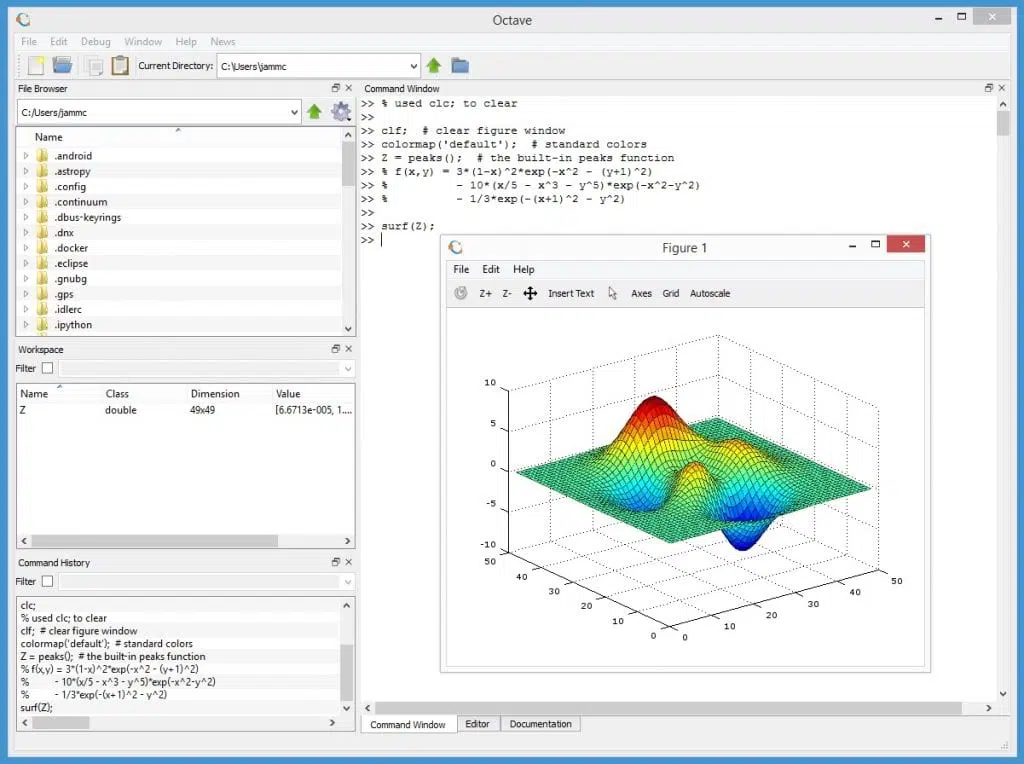 Octave
File Edit Debug Window Help News
Current Directory: C:\Users\jammc
File Browser
C:/Users/jammc
Name
.android
.astropy
.config
.continuum
.dbus-keyrings
.dnx
.docker
.eclipse
.gnubg
.gps
.idlerc
.ipython
Workspace
Filter
Name Class Dimension Value
Z double 49x49 [6.6713e-005, 1....
Command History
Filter
clc;
% used clc; to clear
clf; # clear figure window
colormap('default'); # standard colors
Z = peaks(); # the built-in peaks function
% f(x,y) = 3*(1-x)^2*exp(-x^2 - (y+1)^2)
% - 10*(x/5 - x^3 - y^5)*exp(-x^2-y^2)
% - 1/3*exp(-(x+1)^2 - y^2)
surf(Z);
Command Window
>> % used clc; to clear
>>
>> clf; # clear figure window
>> colormap('default'); # standard colors
>> Z = peaks(); # the built-in peaks function
>> % f(x,y) = 3*(1-x)^2*exp(-x^2 - (y+1)^2)
>> % - 10*(x/5 - x^3 - y^5)*exp(-x^2-y^2)
>> % - 1/3*exp(-(x+1)^2 - y^2)
>>
>> surf(Z);
>>
Figure 1
File Edit Help
Z+ Z- Insert Text Axes Grid Autoscale
10
5
0
-5
-10
50
40
30
20
10
0
0
10
20
30
40
50
Command Window Editor Documentation